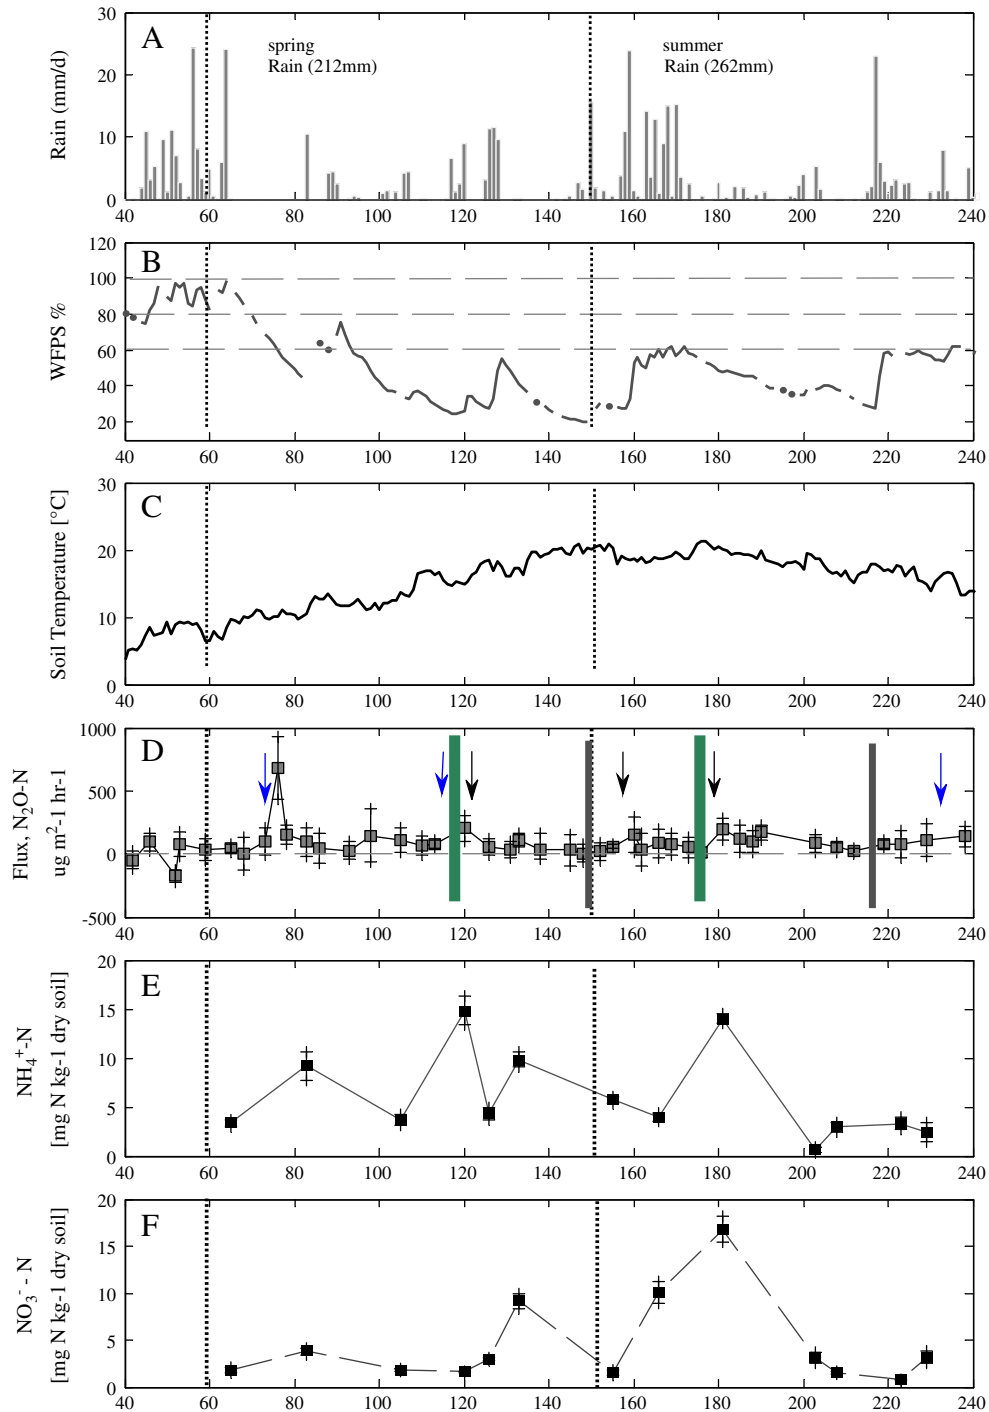 30
A
spring
summer
Rain (212mm)
Rain (262mm)
20
10
0
Rain (mm/d)
40 60 80 100 120 140 160 180 200 220 240
120
B
100
80
60
40
20
WFPS %
40 60 80 100 120 140 160 180 200 220 240
30
C
20
10
0
Soil Temperature [°C]
40 60 80 100 120 140 160 180 200 220 240
1000
D
500
0
-500
Flux, N₂O-N
ug m²-1 hr-1
40 60 80 100 120 140 160 180 200 220 240
20
E
15
10
5
0
NH₄⁺-N
[mg N kg-1 dry soil]
40 60 80 100 120 140 160 180 200 220 240
20
F
15
10
5
0
NO₃⁻ - N
[mg N kg-1 dry soil]
40 60 80 100 120 140 160 180 200 220 240